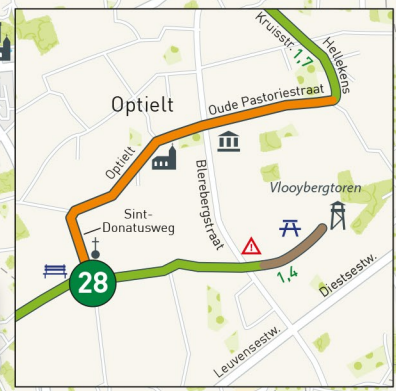 Kruisstr.
1,7
Hellekens
Optielt
Oude Pastoriestraat
Optielt
Blerebergstraat
Vlooybergtoren
Sint-
Donatusweg
28
1,4
Diestsestw.
Leuvensestw.